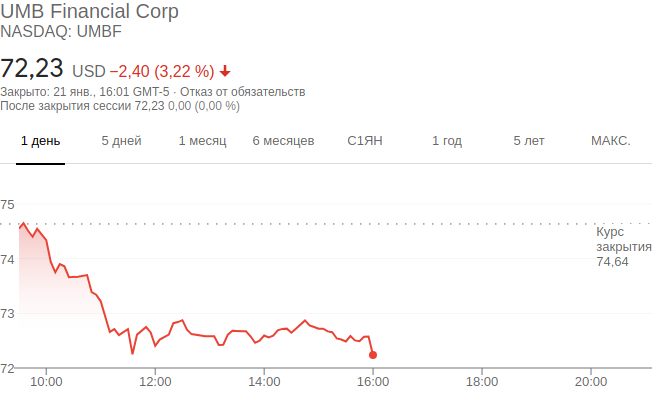 UMB Financial Corp
NASDAQ: UMBF
72,23 USD −2,40 (3,22 %)
Закрыто: 21 янв., 16:01 GMT-5 · Отказ от обязательств
После закрытия сессии 72,23 0,00 (0,00 %)
1 день 5 дней 1 месяц 6 месяцев С1ЯН 1 год 5 лет МАКС.
75
Курс
закрытия
74,64
74
73
72
10:00 12:00 14:00 16:00 18:00 20:00